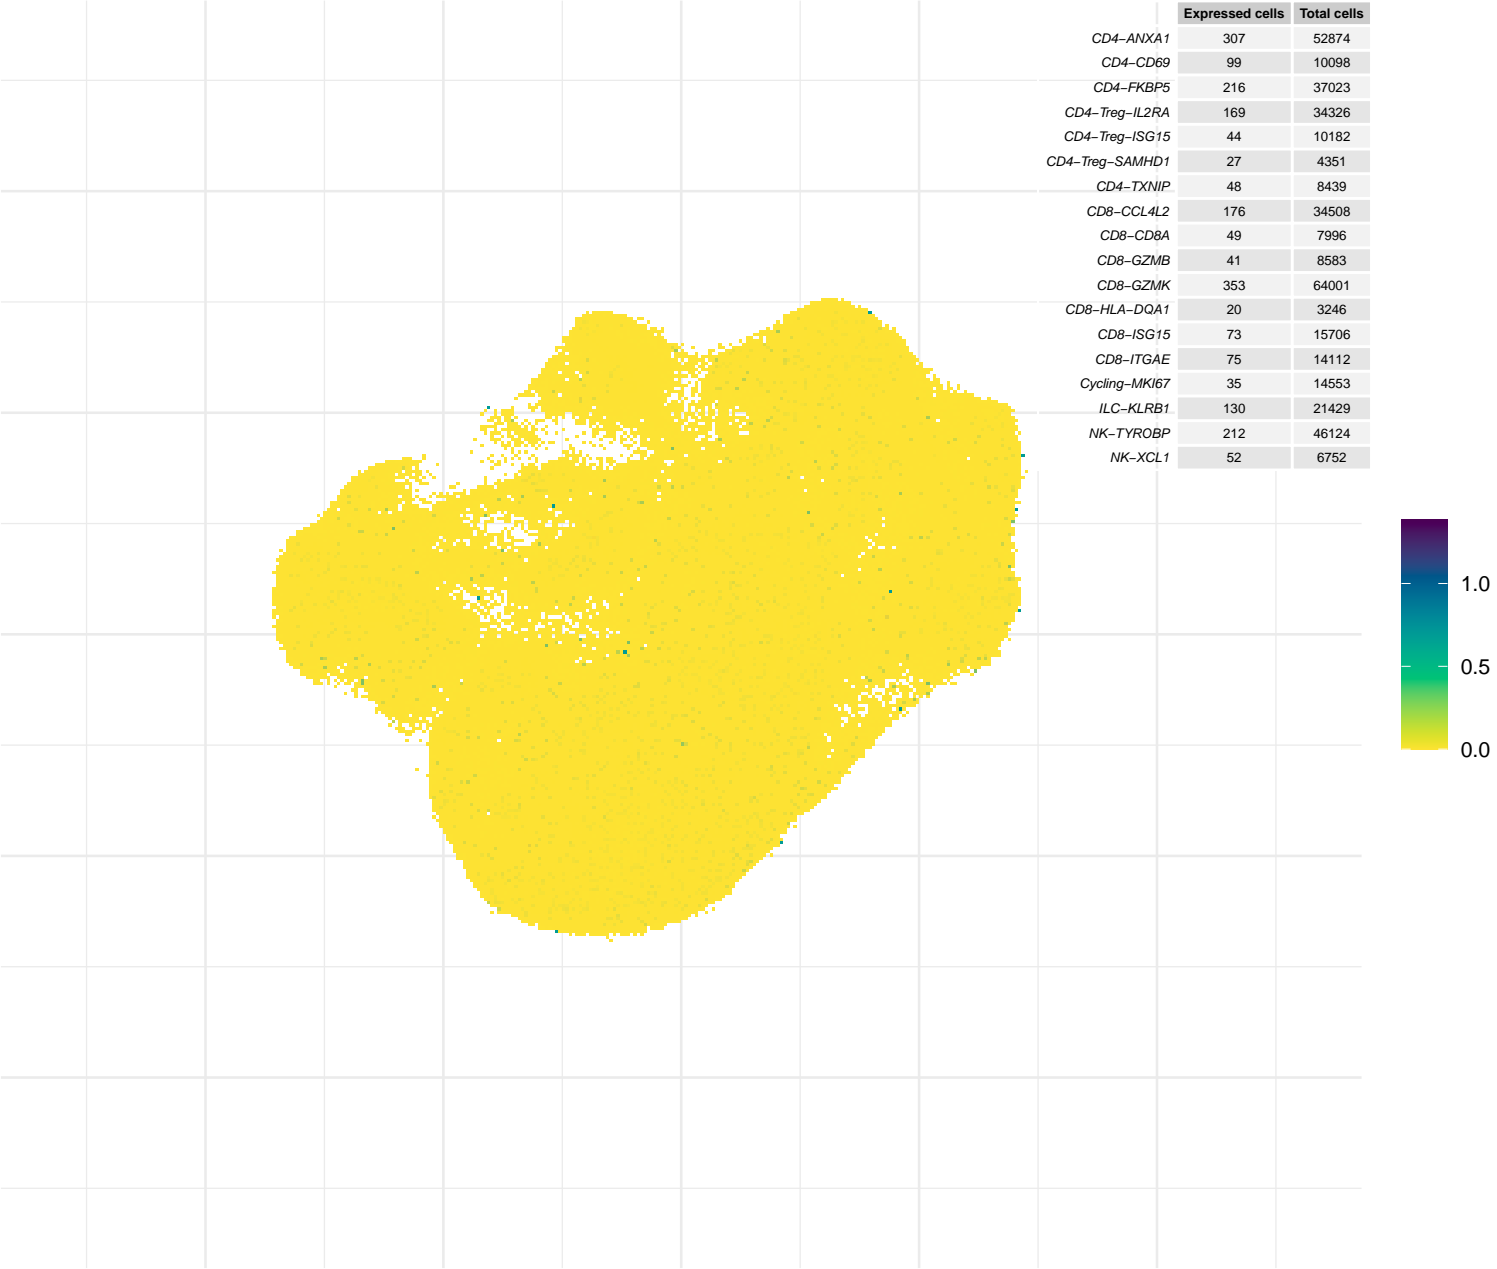 Expressed cells Total cells
CD4−ANXA1 307 52874
CD4−CD69 99 10098
CD4−FKBP5 216 37023
CD4−Treg−IL2RA 169 34326
CD4−Treg−ISG15 44 10182
CD4−Treg−SAMHD1 27 4351
CD4−TXNIP 48 8439
CD8−CCL4L2 176 34508
CD8−CD8A 49 7996
CD8−GZMB 41 8583
CD8−GZMK 353 64001
CD8−HLA−DQA1 20 3246
CD8−ISG15 73 15706
CD8−ITGAE 75 14112
Cycling−MKI67 35 14553
ILC−KLRB1 130 21429
NK−TYROBP 212 46124
NK−XCL1 52 6752
1.0
0.5
0.0